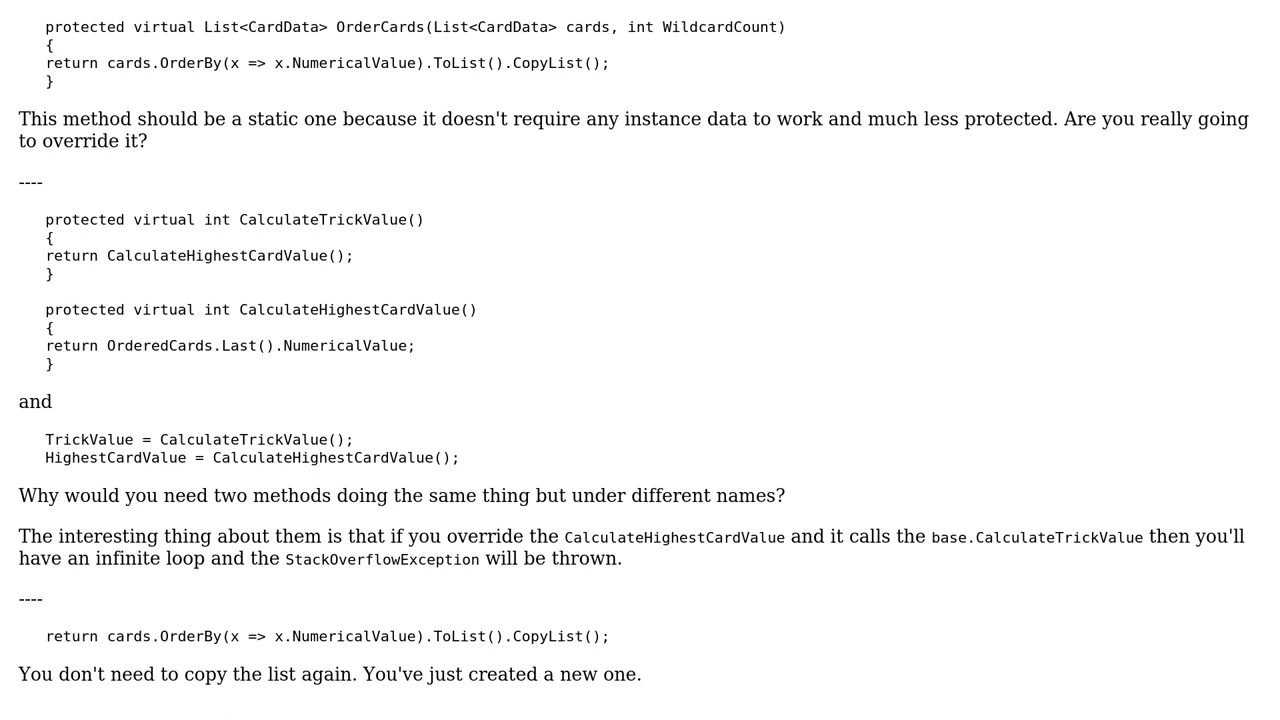 protected virtual List<CardData> OrderCards(List<CardData> cards, int WildcardCount)
{
return cards.OrderBy(x => x.NumericalValue).ToList().CopyList();
}
This method should be a static one because it doesn't require any instance data to work and much less protected. Are you really going
to override it?
----
protected virtual int CalculateTrickValue()
{
return CalculateHighestCardValue();
}
protected virtual int CalculateHighestCardValue()
{
return OrderedCards.Last().NumericalValue;
}
and
TrickValue = CalculateTrickValue();
HighestCardValue = CalculateHighestCardValue();
Why would you need two methods doing the same thing but under different names?
The interesting thing about them is that if you override the CalculateHighestCardValue and it calls the base.CalculateTrickValue then you'll
have an infinite loop and the StackOverflowException will be thrown.
----
return cards.OrderBy(x => x.NumericalValue).ToList().CopyList();
You don't need to copy the list again. You've just created a new one.